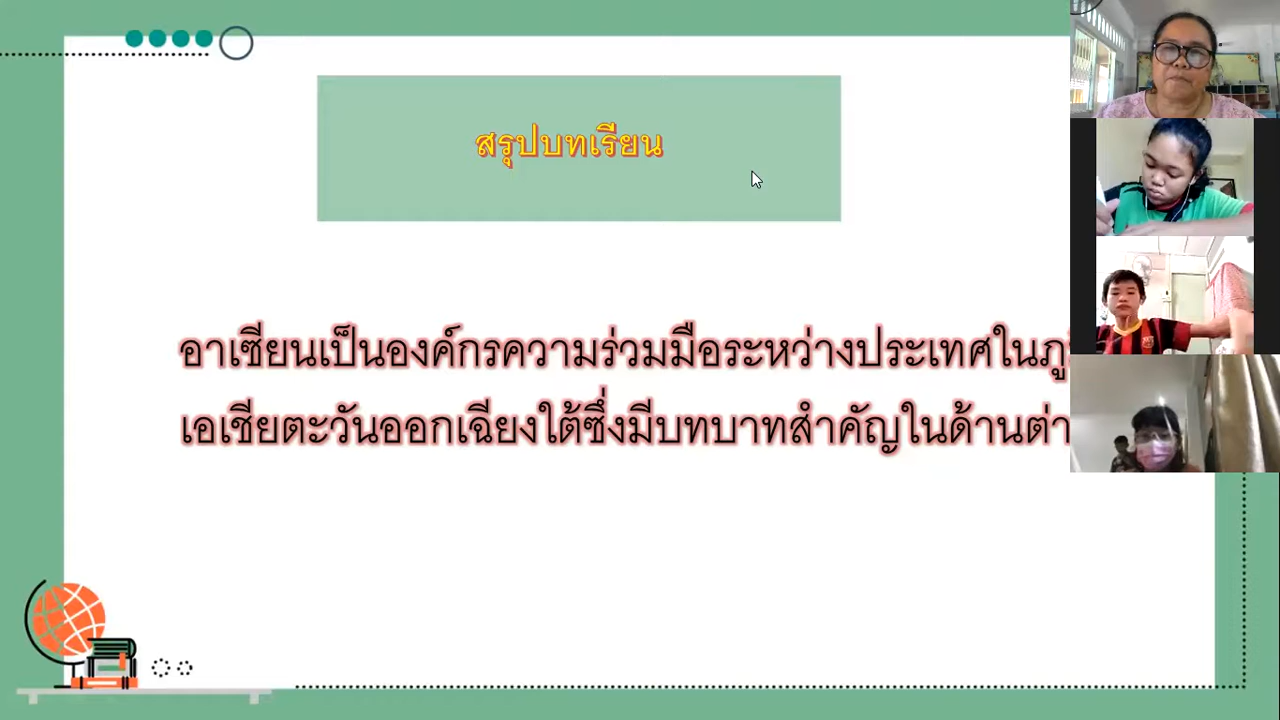 สรุปบทเรียน
อาเซียนเป็นองค์กรความร่วมมือระหว่างประเทศใน
เอเชียตะวันออกเฉียงใต้ซึ่งมีบทบาทสำคัญในด้าน